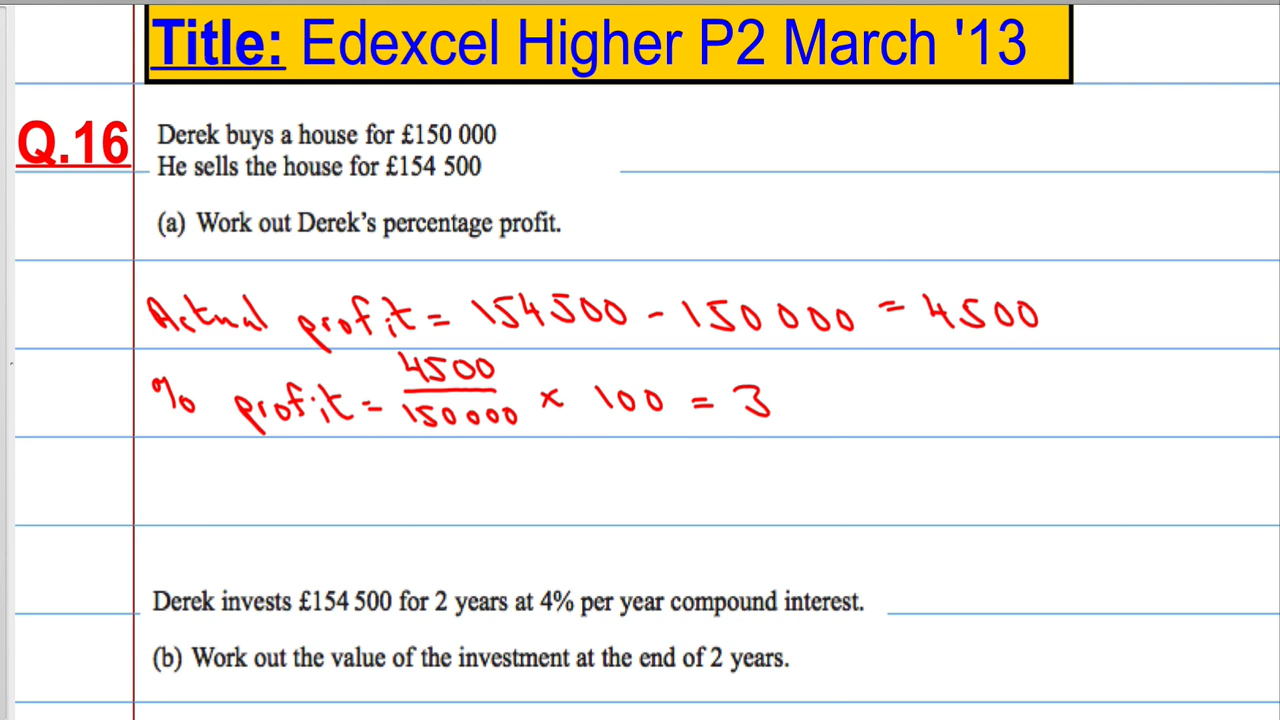 Title: Edexcel Higher P2 March '13
Q.16
Derek buys a house for £150 000
He sells the house for £154 500
(a) Work out Derek's percentage profit.
Actual profit = 154500 - 150000 = 4500
% profit = 4500/150000 × 100 = 3
Derek invests £154 500 for 2 years at 4% per year compound interest.
(b) Work out the value of the investment at the end of 2 years.